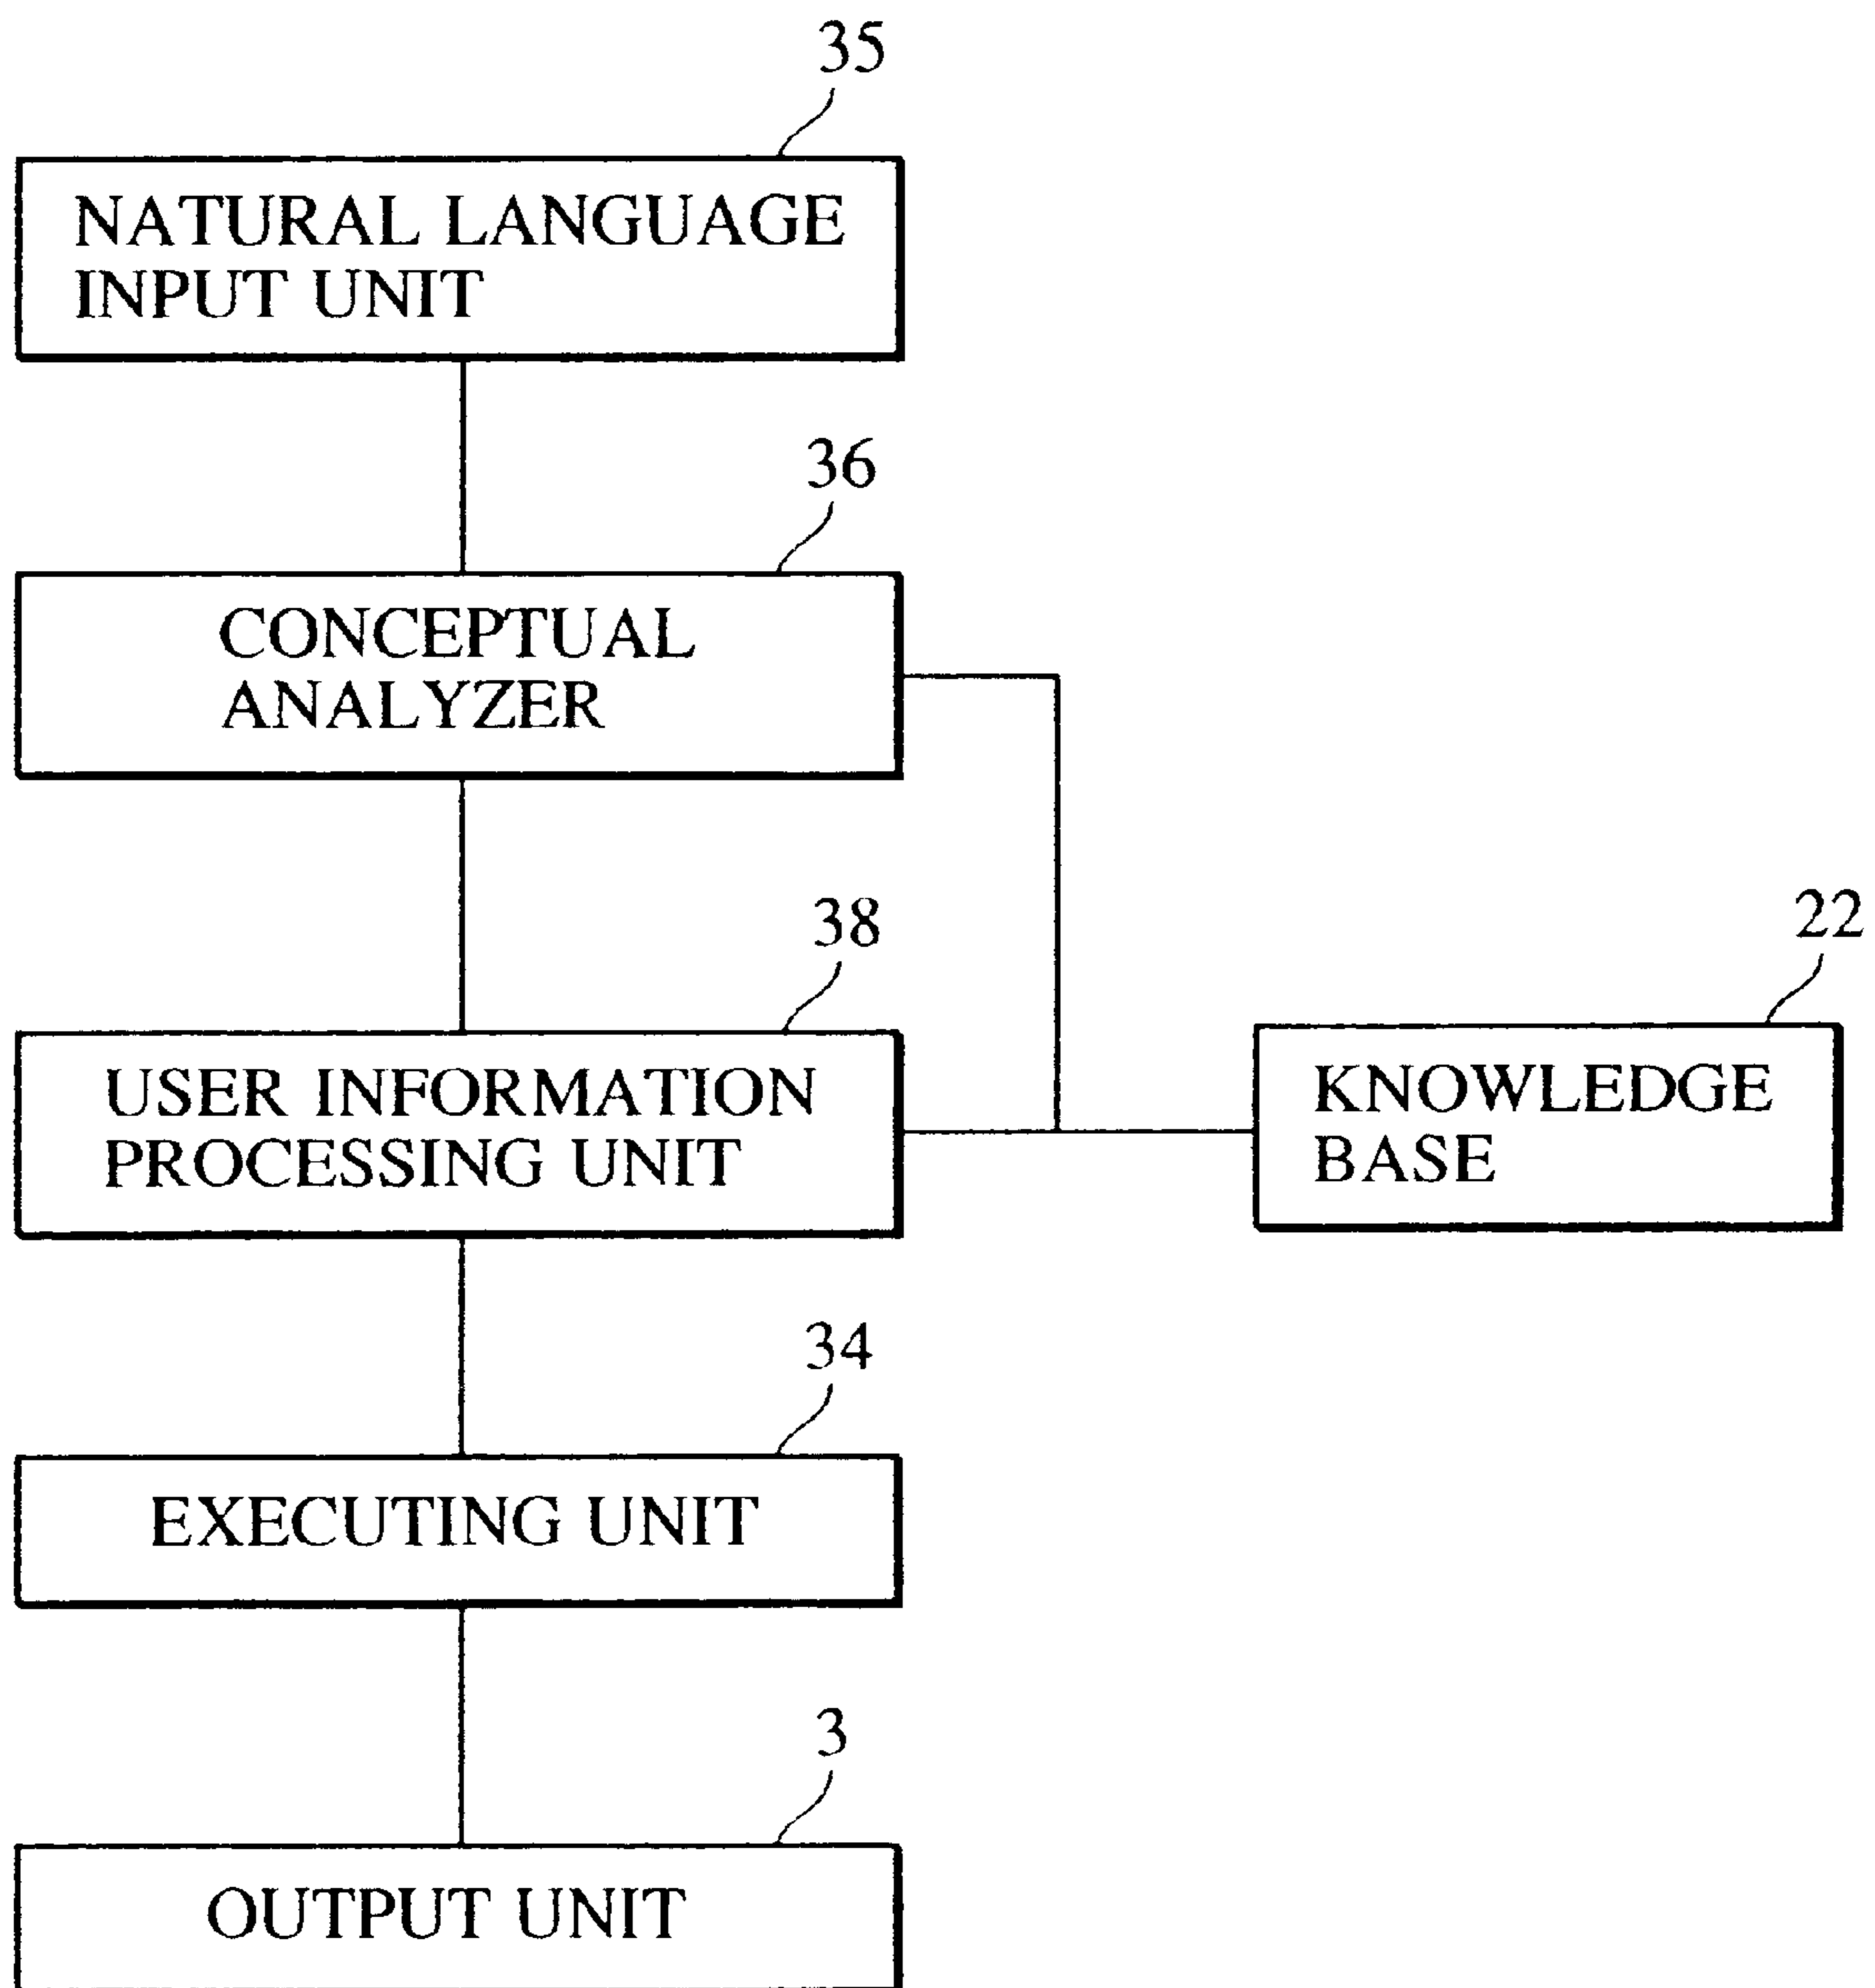 35
NATURAL LANGUAGE
INPUT UNIT
36
CONCEPTUAL
ANALYZER
38
USER INFORMATION
PROCESSING UNIT
22
KNOWLEDGE
BASE
34
EXECUTING UNIT
3
OUTPUT UNIT